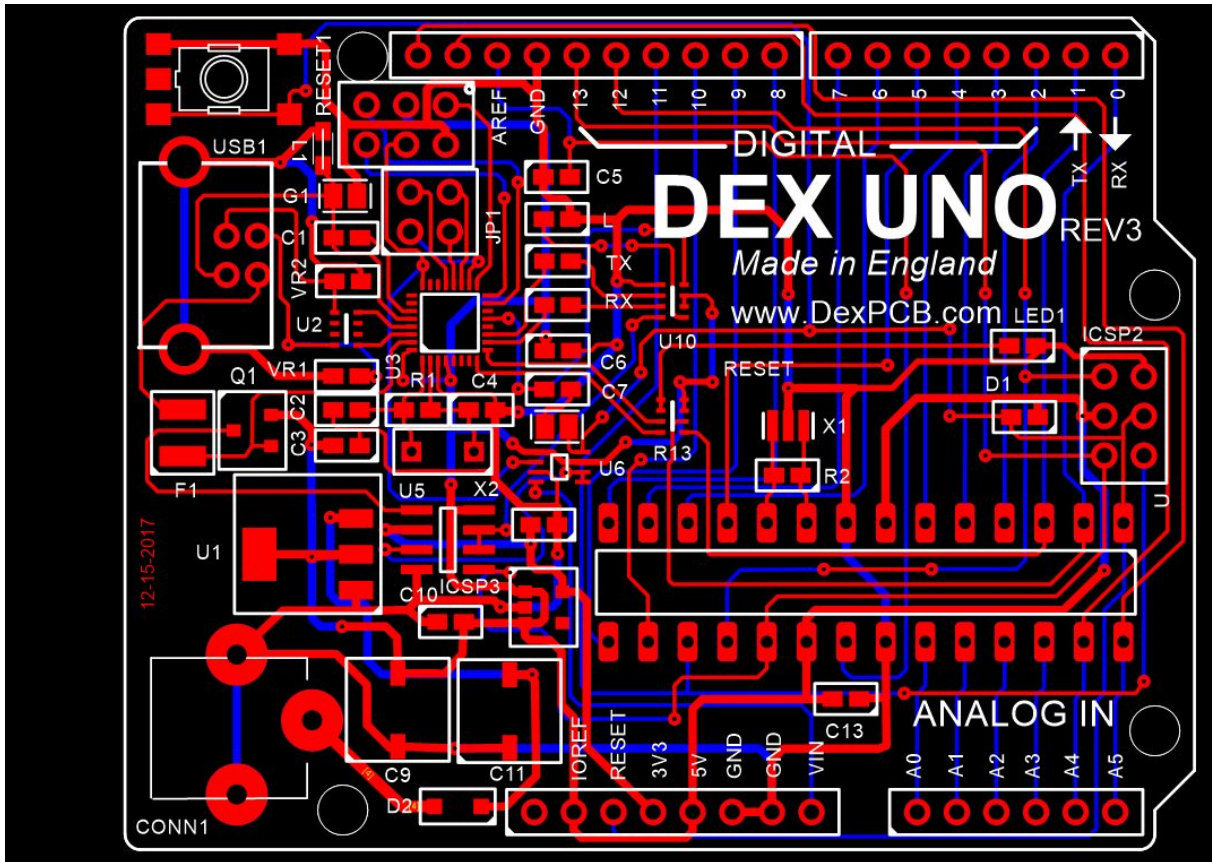 RESET1
USB1
L1
AREF
GND
13
12
11
10
9
8
7
6
5
4
3
2
1
0
DIGITAL
TX
RX
G1
C5
DEX UNO
REV3
C1
JP1
L
Made in England
VR2
TX
RX
www.DexPCB.com
LED1
U2
U10
ICSP2
VR1
U3
C6
RESET
Q1
R1
C4
C7
D1
C2
C3
X1
R13
F1
U5
X2
U6
R2
U
U1
12-15-2017
C10
ICSP3
IOREF
RESET
3V3
5V
GND
GND
VIN
C13
ANALOG IN
A0
A1
A2
A3
A4
A5
C9
C11
D2
CONN1